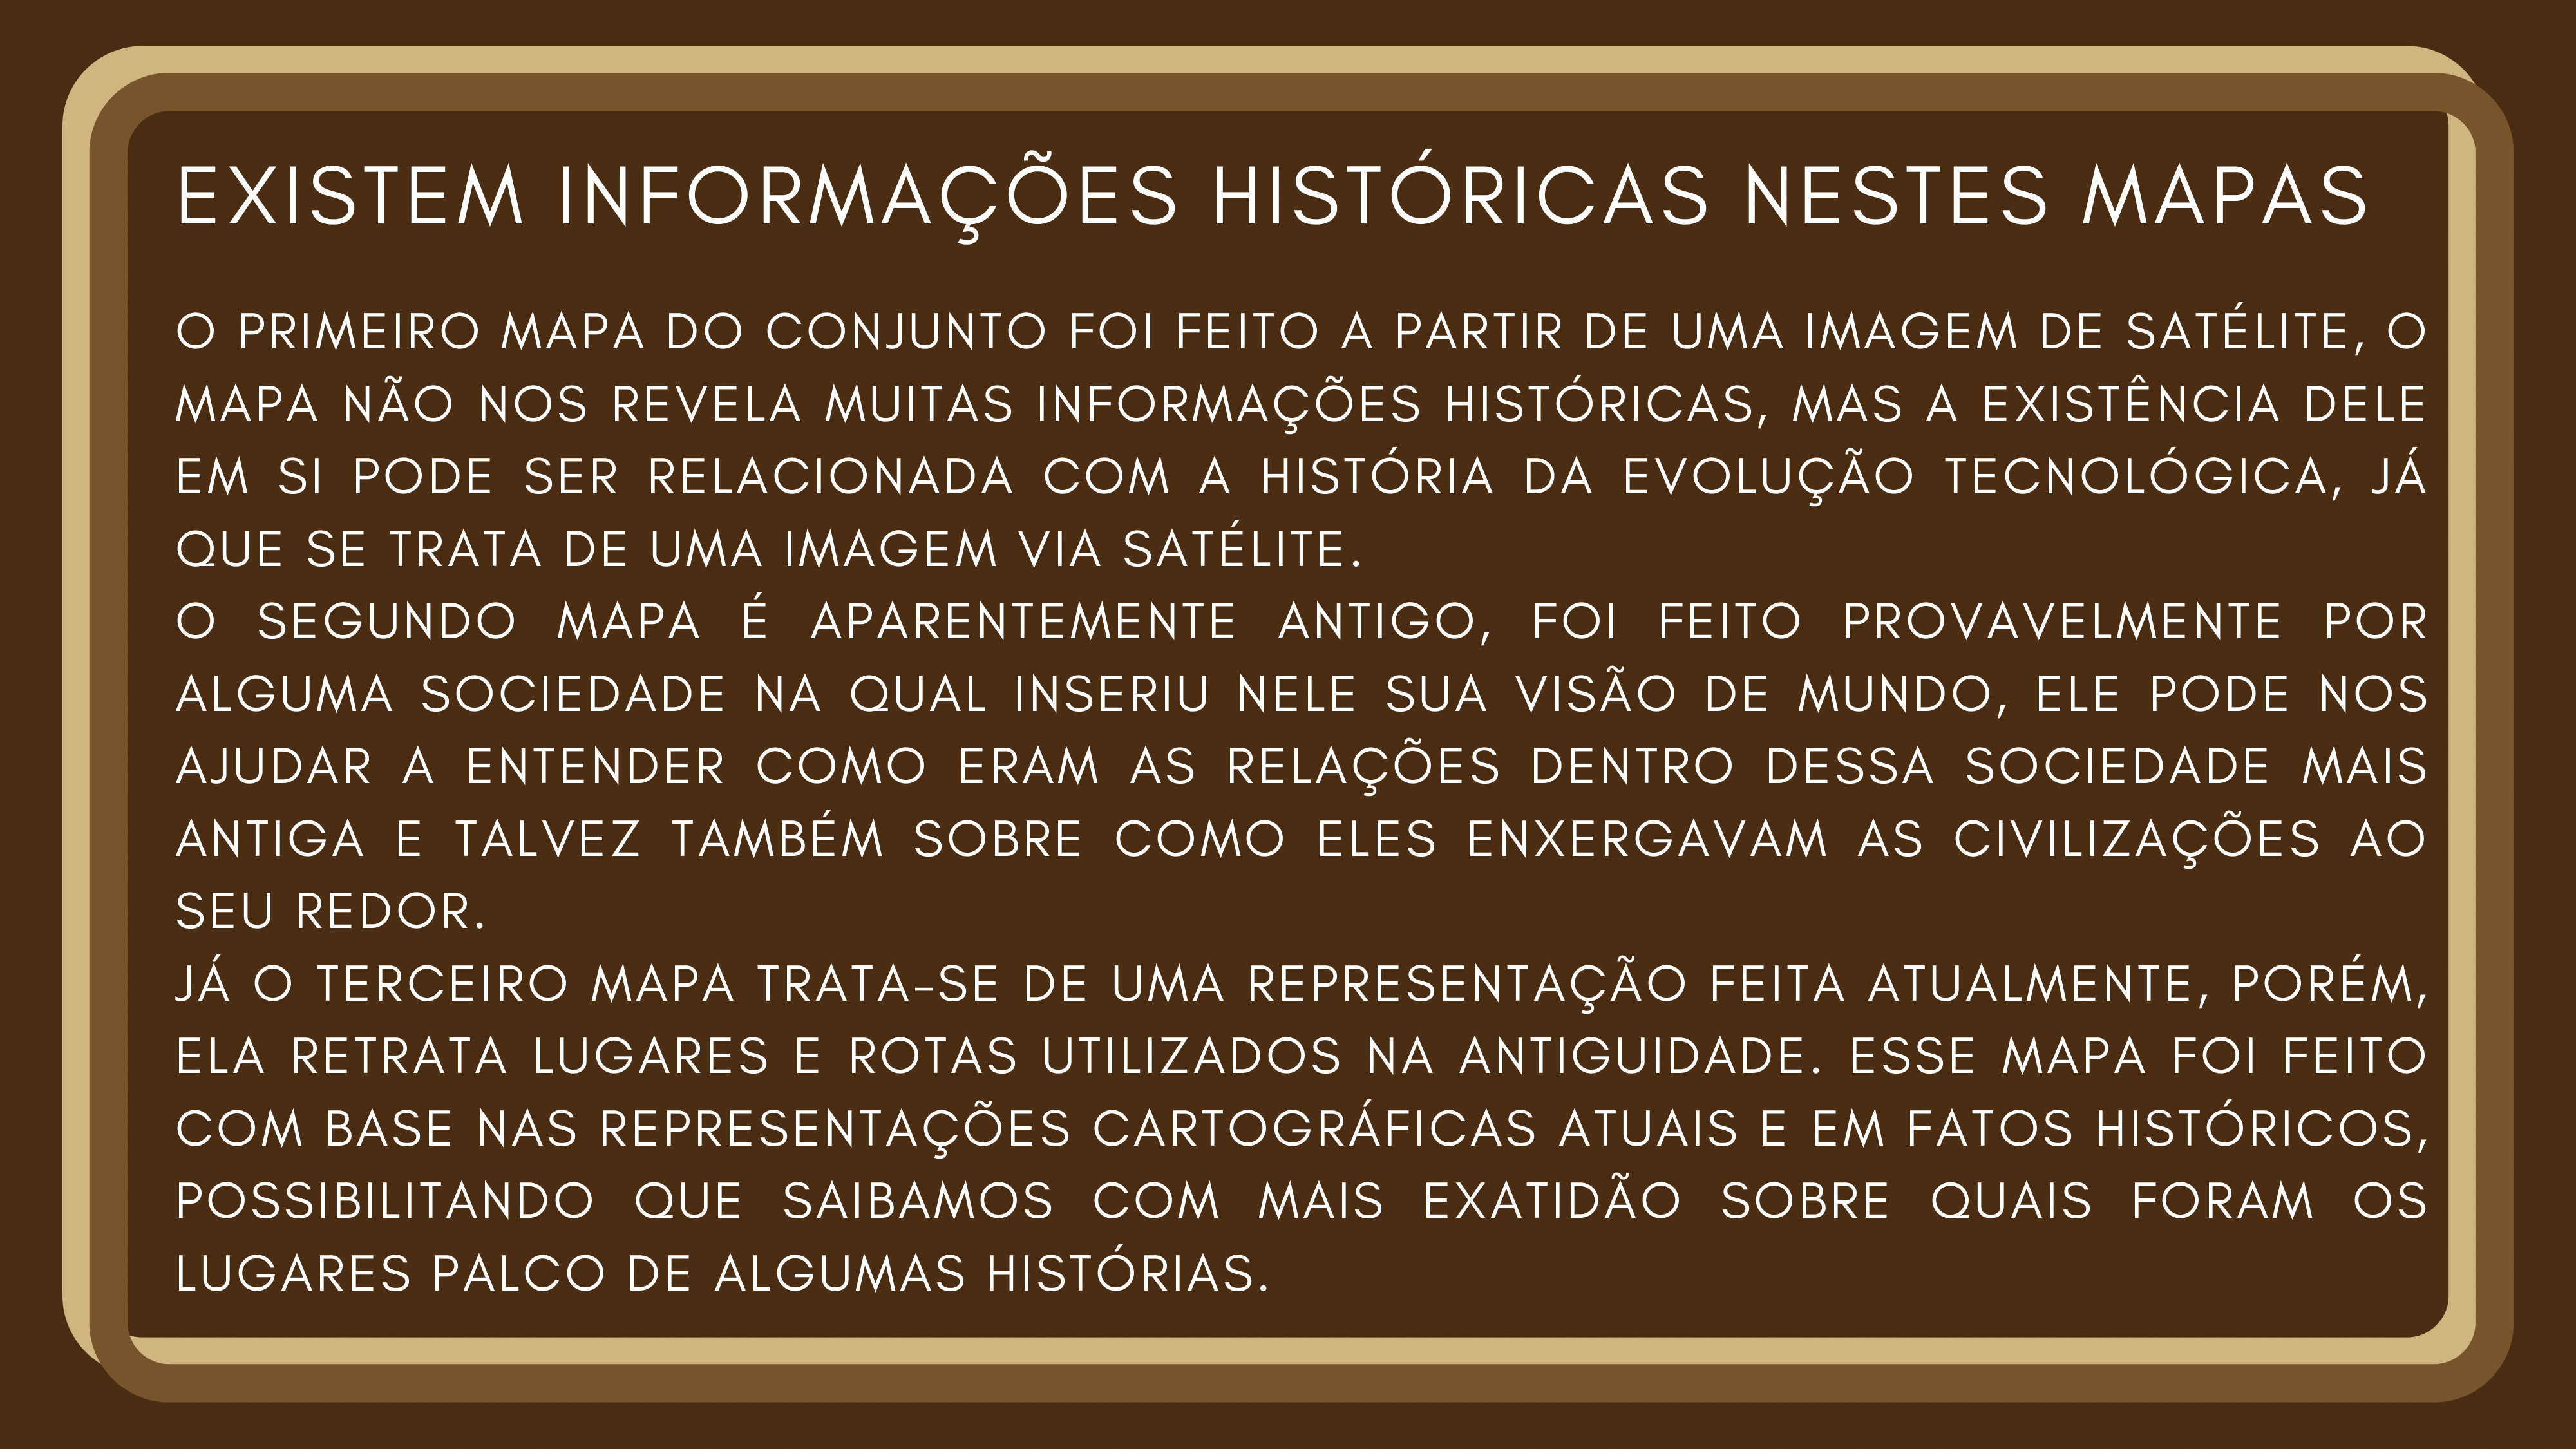 EXISTEM INFORMAÇÕES HISTÓRICAS NESTES MAPAS
O PRIMEIRO MAPA DO CONJUNTO FOI FEITO A PARTIR DE UMA IMAGEM DE SATÉLITE, O
MAPA NÃO NOS REVELA MUITAS INFORMAÇÕES HISTÓRICAS, MAS A EXISTÊNCIA DELE
EM SI PODE SER RELACIONADA COM A HISTÓRIA DA EVOLUÇÃO TECNOLÓGICA, JÁ
QUE SE TRATA DE UMA IMAGEM VIA SATÉLITE.
O SEGUNDO MAPA É APARENTEMENTE ANTIGO, FOI FEITO PROVAVELMENTE POR
ALGUMA SOCIEDADE NA QUAL INSERIU NELE SUA VISÃO DE MUNDO, ELE PODE NOS
AJUDAR A ENTENDER COMO ERAM AS RELAÇÕES DENTRO DESSA SOCIEDADE MAIS
ANTIGA E TALVEZ TAMBÉM SOBRE COMO ELES ENXERGAVAM AS CIVILIZAÇÕES AO
SEU REDOR.
JÁ O TERCEIRO MAPA TRATA-SE DE UMA REPRESENTAÇÃO FEITA ATUALMENTE, PORÉM,
ELA RETRATA LUGARES E ROTAS UTILIZADOS NA ANTIGUIDADE. ESSE MAPA FOI FEITO
COM BASE NAS REPRESENTAÇÕES CARTOGRÁFICAS ATUAIS E EM FATOS HISTÓRICOS,
POSSIBILITANDO QUE SAIBAMOS COM MAIS EXATIDÃO SOBRE QUAIS FORAM OS
LUGARES PALCO DE ALGUMAS HISTÓRIAS.